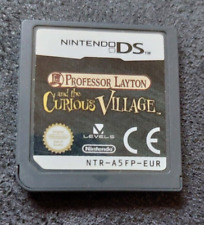 NINTENDO DS
PROFESSOR LAYTON
and the
CURIOUS VILLAGE
LEVEL5
Nintendo
CE
NTR-A5FP-EUR